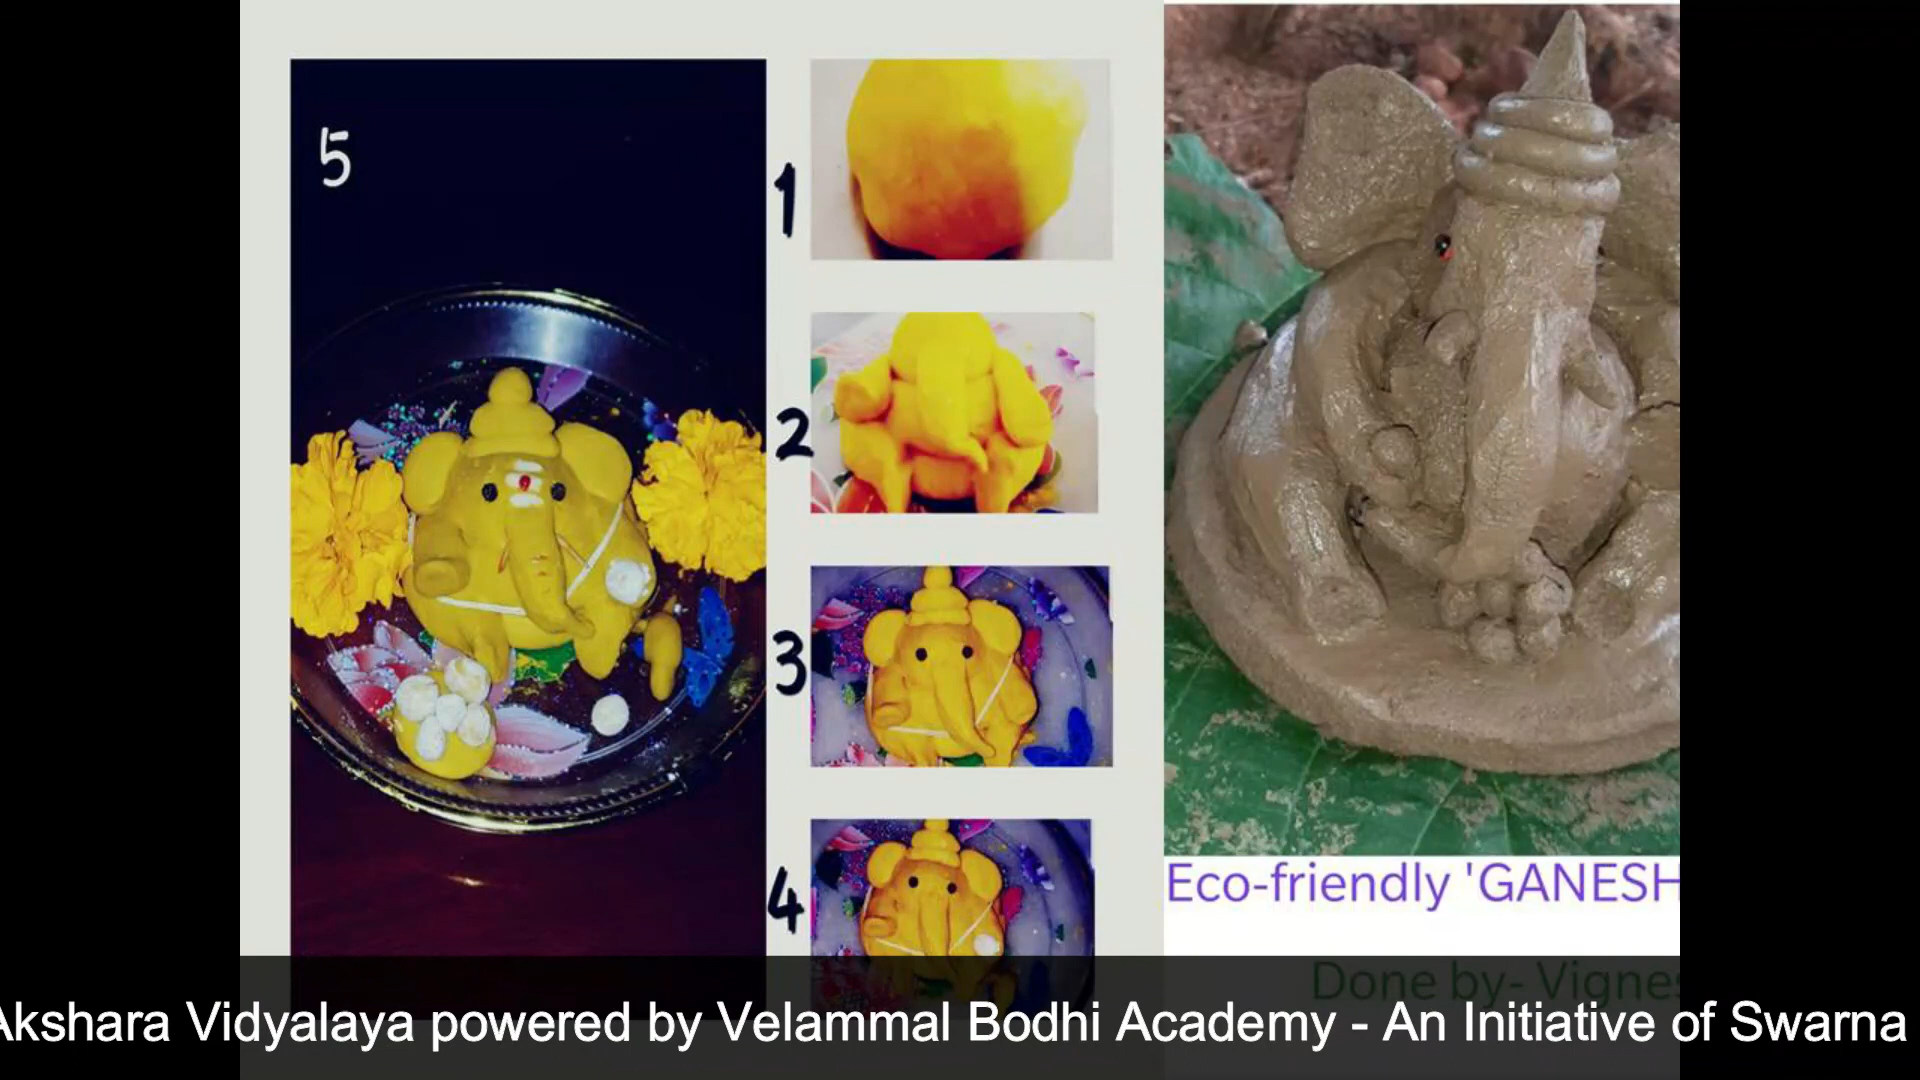 5
1
2
3
4
Eco-friendly 'GANESH
Done by- Vignes
Akshara Vidyalaya powered by Velammal Bodhi Academy - An Initiative of Swarna